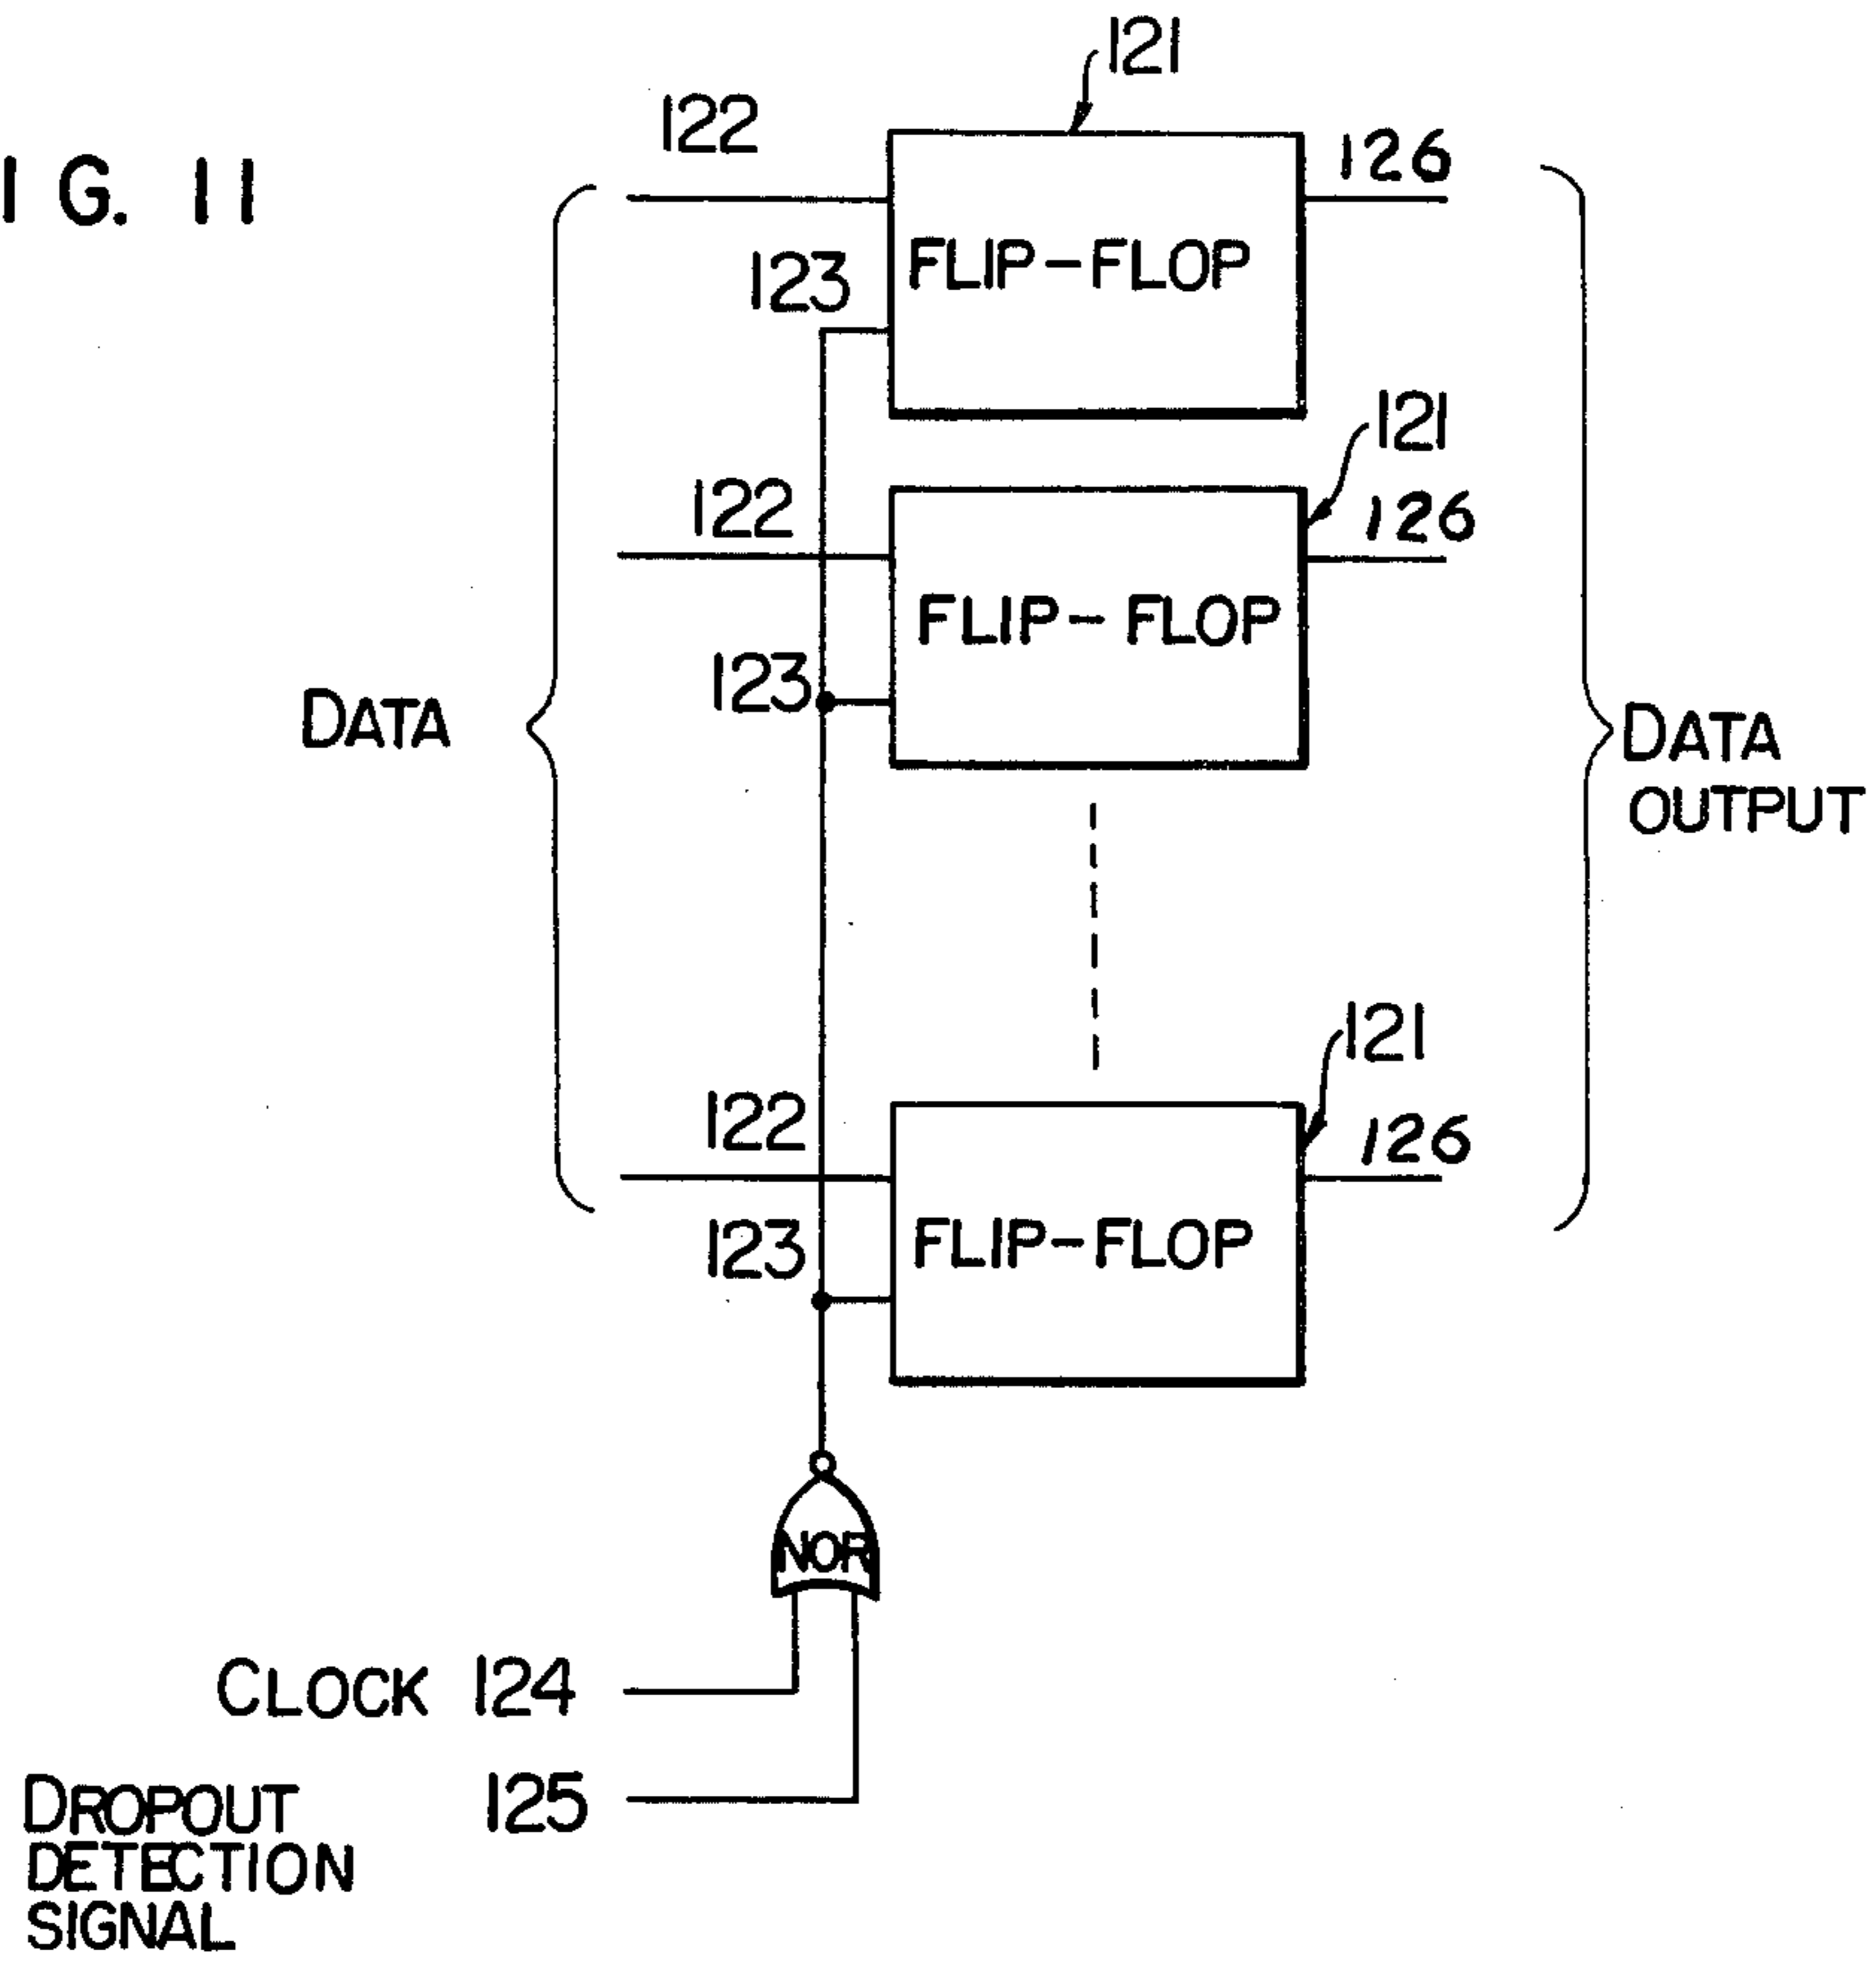 121
122
126
IG. 11
FLIP-FLOP
123
121
122
126
FLIP-FLOP
123
DATA
DATA
OUTPUT
121
122
126
123
FLIP-FLOP
NOR
CLOCK 124
DROPOUT 125
DETECTION
SIGNAL